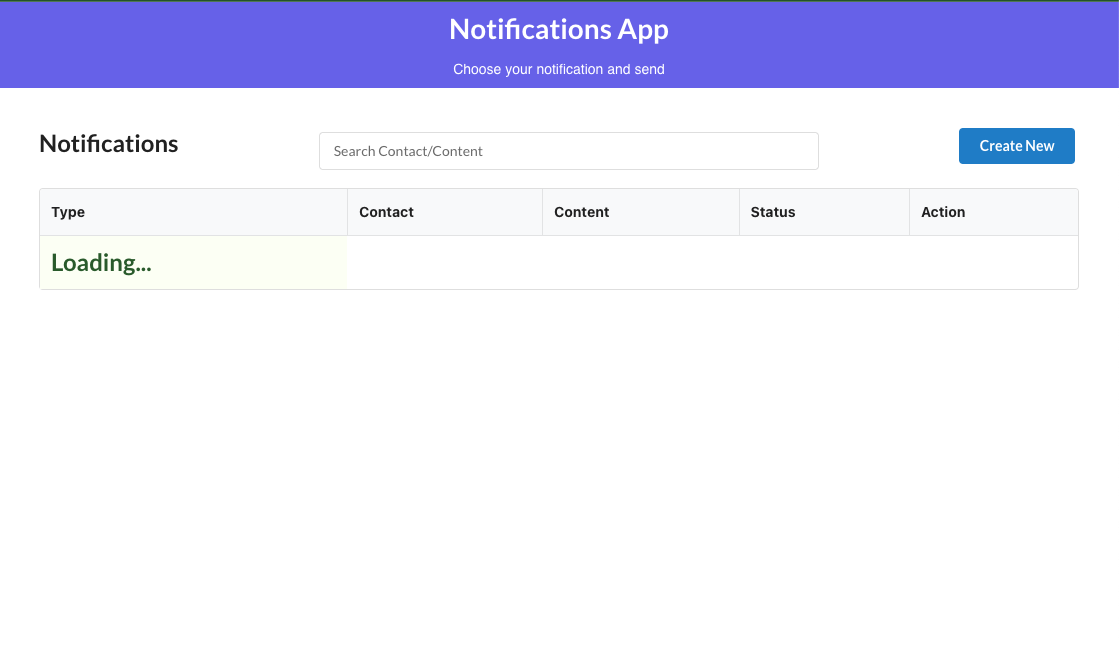 Notifications App
Choose your notification and send
Notifications
Search Contact/Content
Create New
Type Contact Content Status Action
Loading...